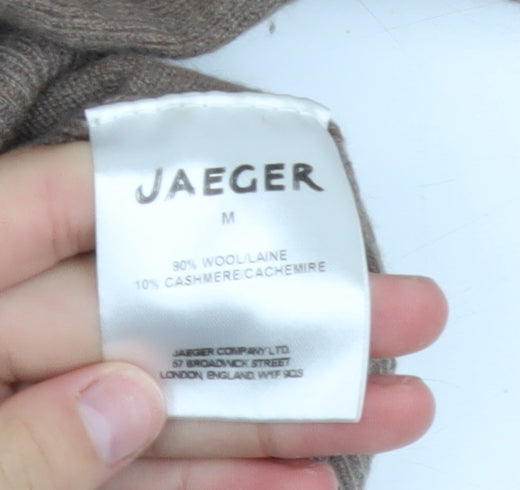 JAEGER
M
90% WOOL/LAINE
10% CASHMERE/CACHEMIRE
JAEGER COMPANY LTD.
57 BROADWICK STREET
LONDON, ENGLAND, W1F 9QS